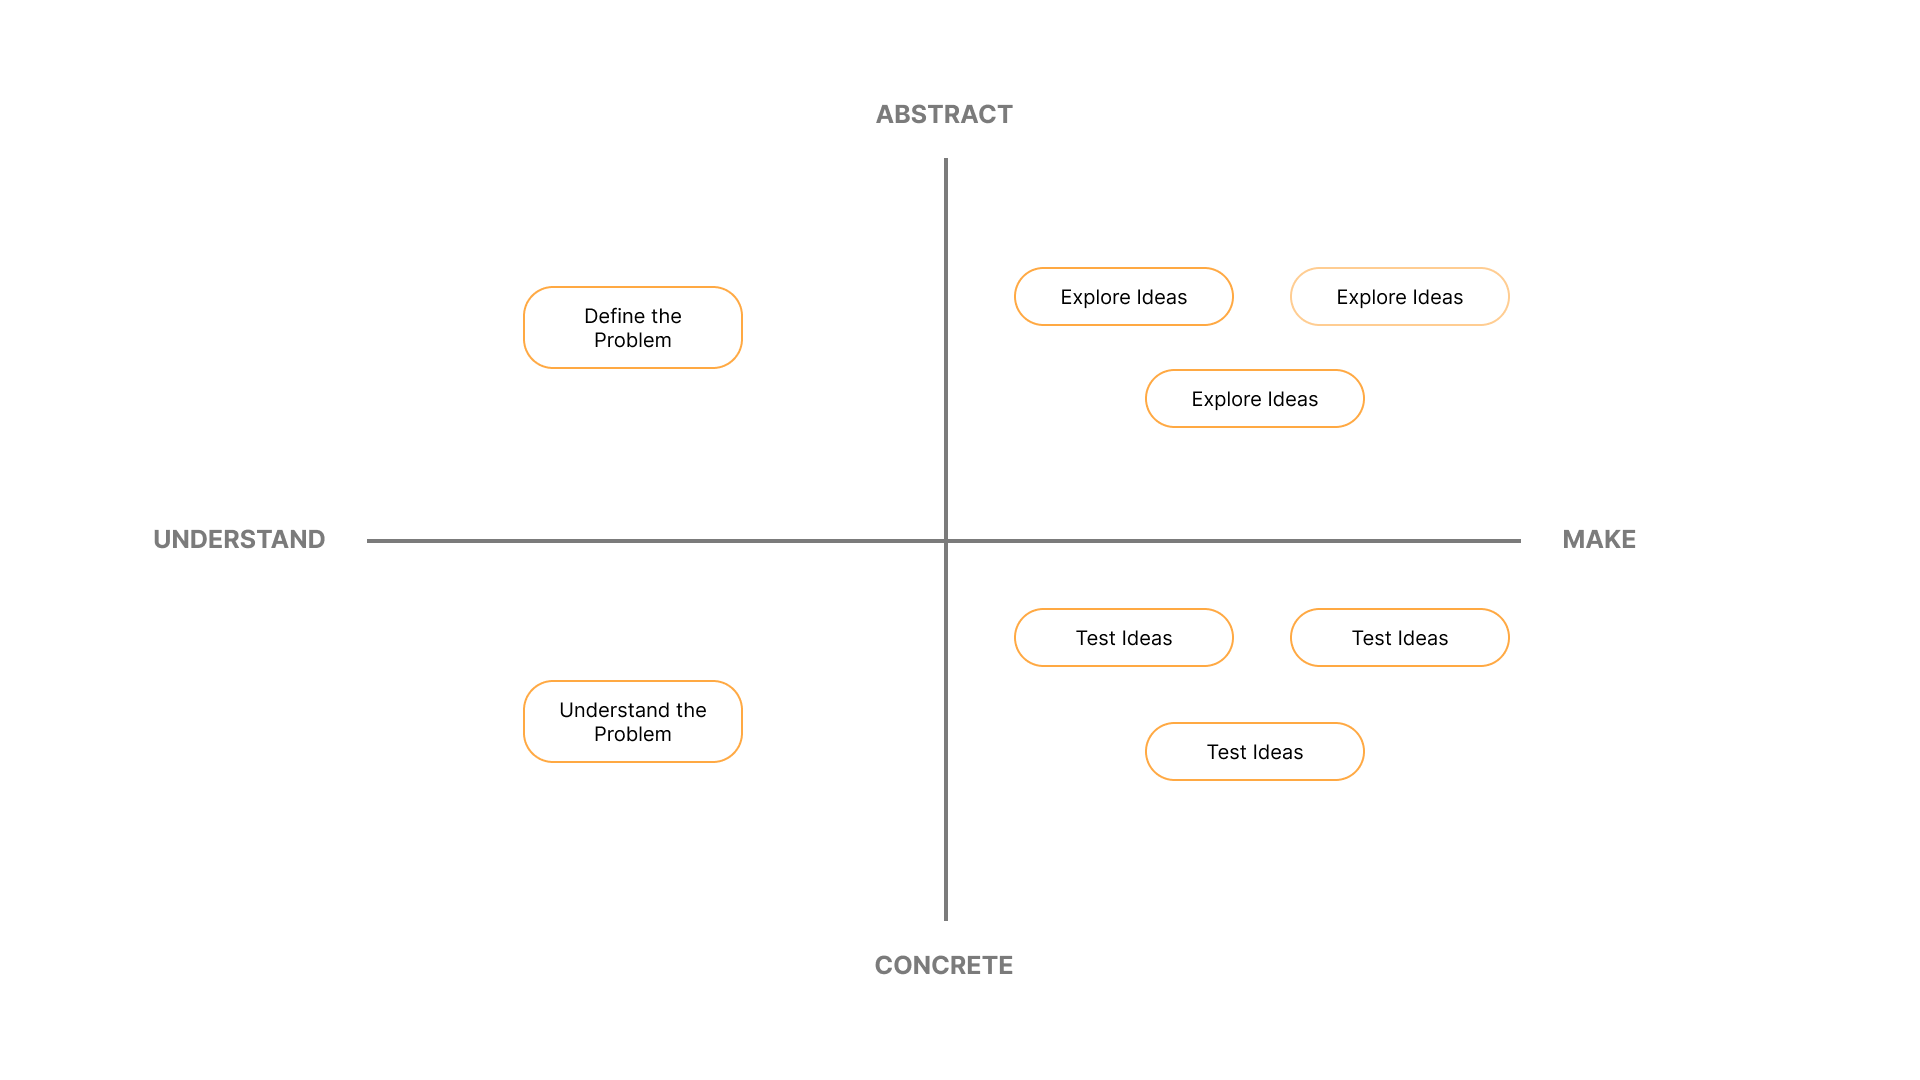 ABSTRACT
Explore Ideas
Explore Ideas
Define the
Problem
Explore Ideas
UNDERSTAND
MAKE
Test Ideas
Test Ideas
Understand the
Problem
Test Ideas
CONCRETE